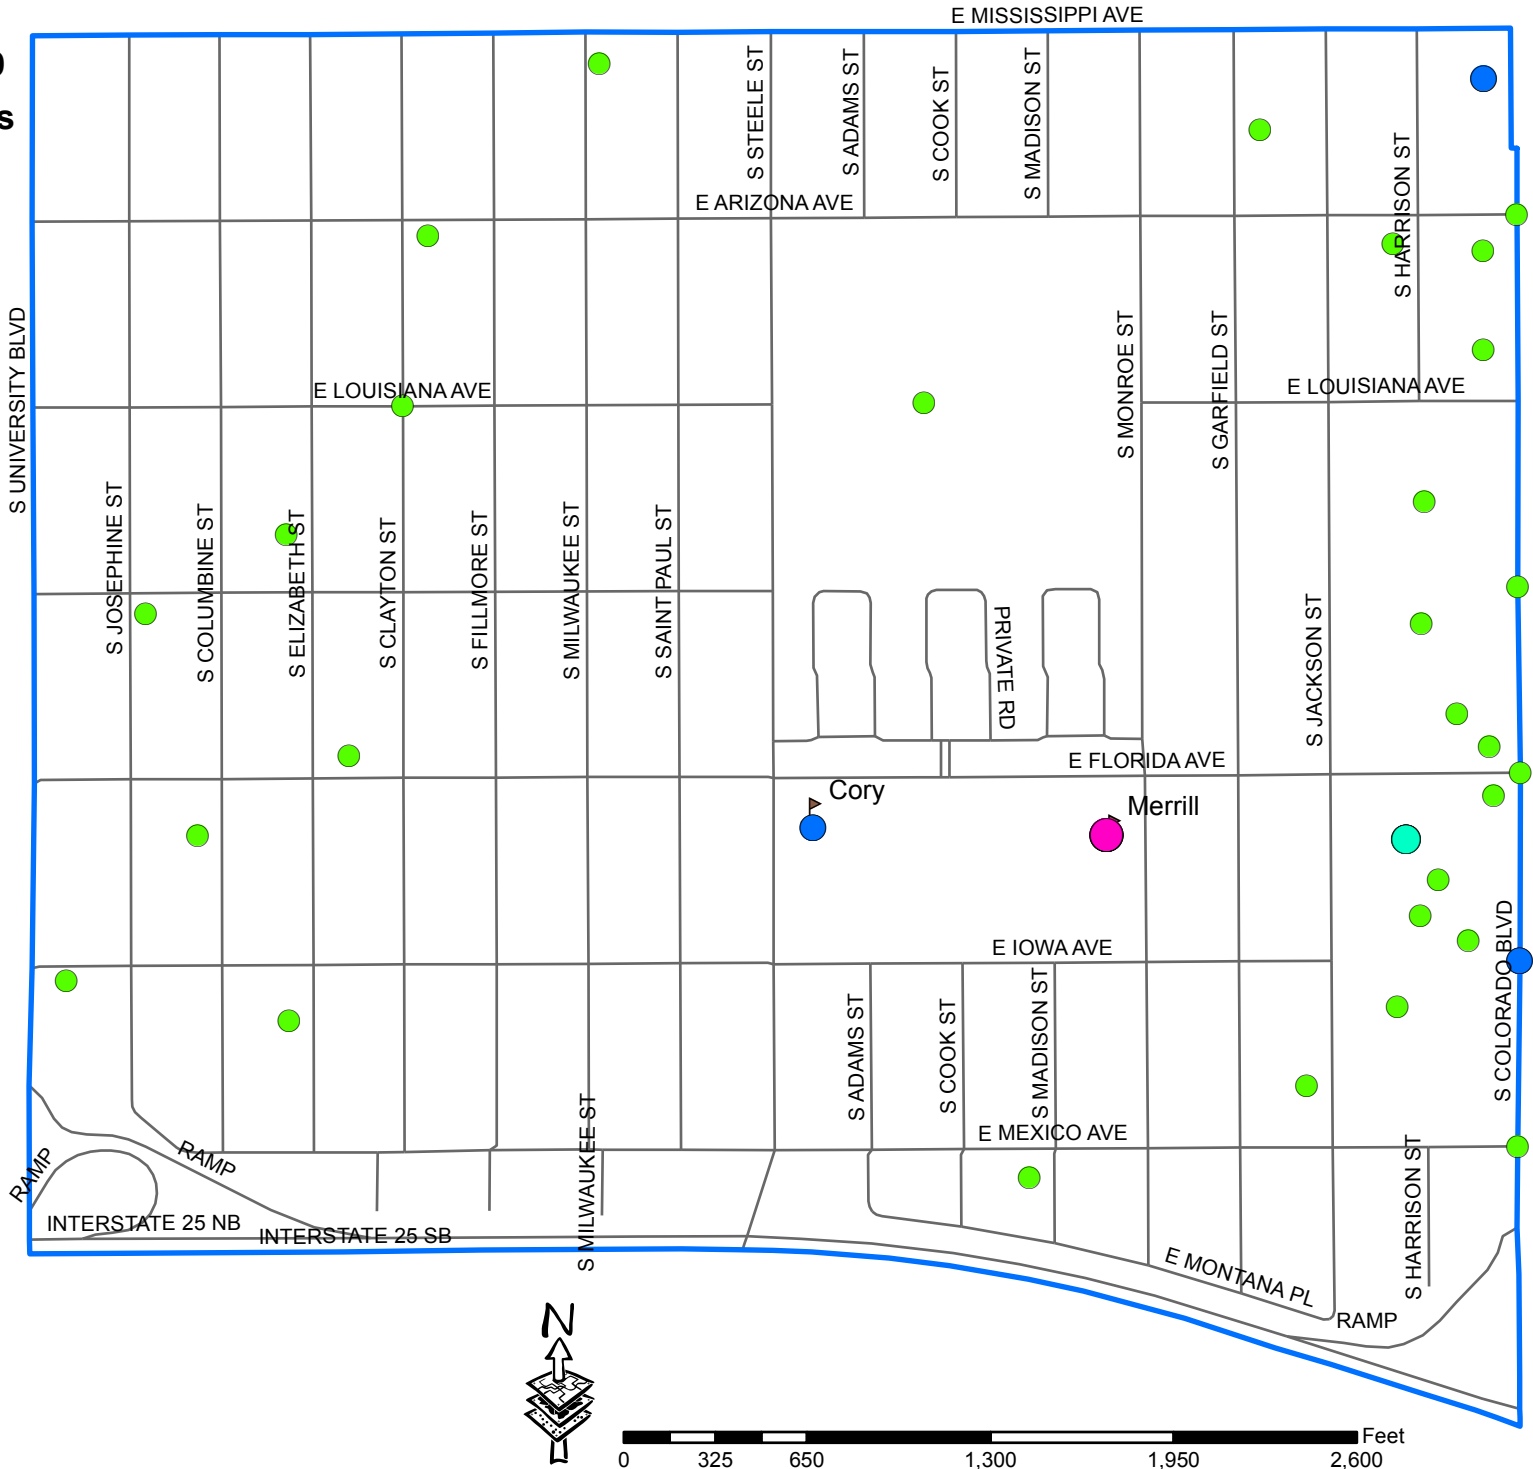 E MISSISSIPPI AVE
s
S STEELE ST
S ADAMS ST
S COOK ST
S MADISON ST
S HARRISON ST
E ARIZONA AVE
S UNIVERSITY BLVD
S MONROE ST
S GARFIELD ST
E LOUISIANA AVE
E LOUISIANA AVE
S JOSEPHINE ST
S COLUMBINE ST
S ELIZABETH ST
S CLAYTON ST
S FILLMORE ST
S MILWAUKEE ST
S SAINT PAUL ST
PRIVATE RD
S JACKSON ST
E FLORIDA AVE
Cory
Merrill
E IOWA AVE
S COLORADO BLVD
S ADAMS ST
S COOK ST
S MADISON ST
E MEXICO AVE
S MILWAUKEE ST
S HARRISON ST
RAMP
RAMP
INTERSTATE 25 NB
INTERSTATE 25 SB
E MONTANA PL
RAMP
N
Feet
0 325 650 1,300 1,950 2,600